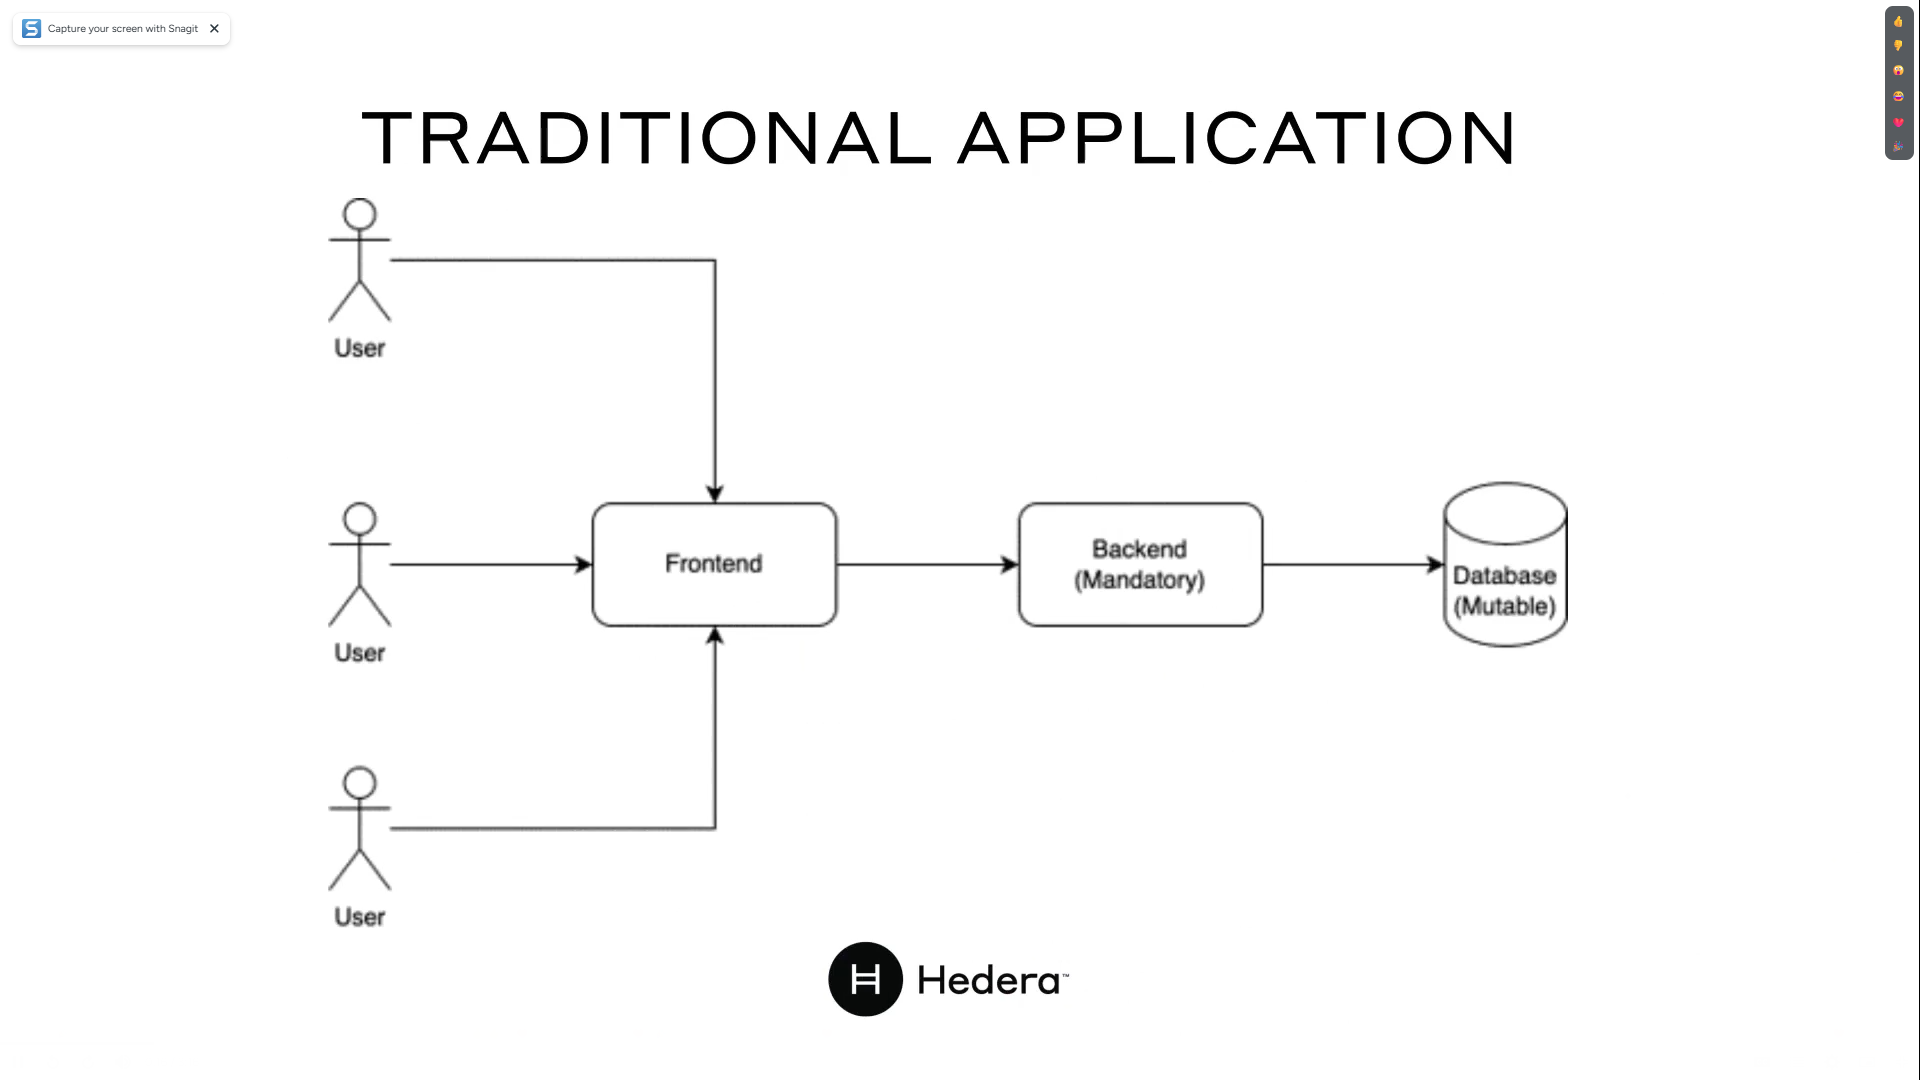 Capture your screen with Snagit
TRADITIONAL APPLICATION
User
User
Frontend
Backend
(Mandatory)
Database
(Mutable)
User
Hedera™